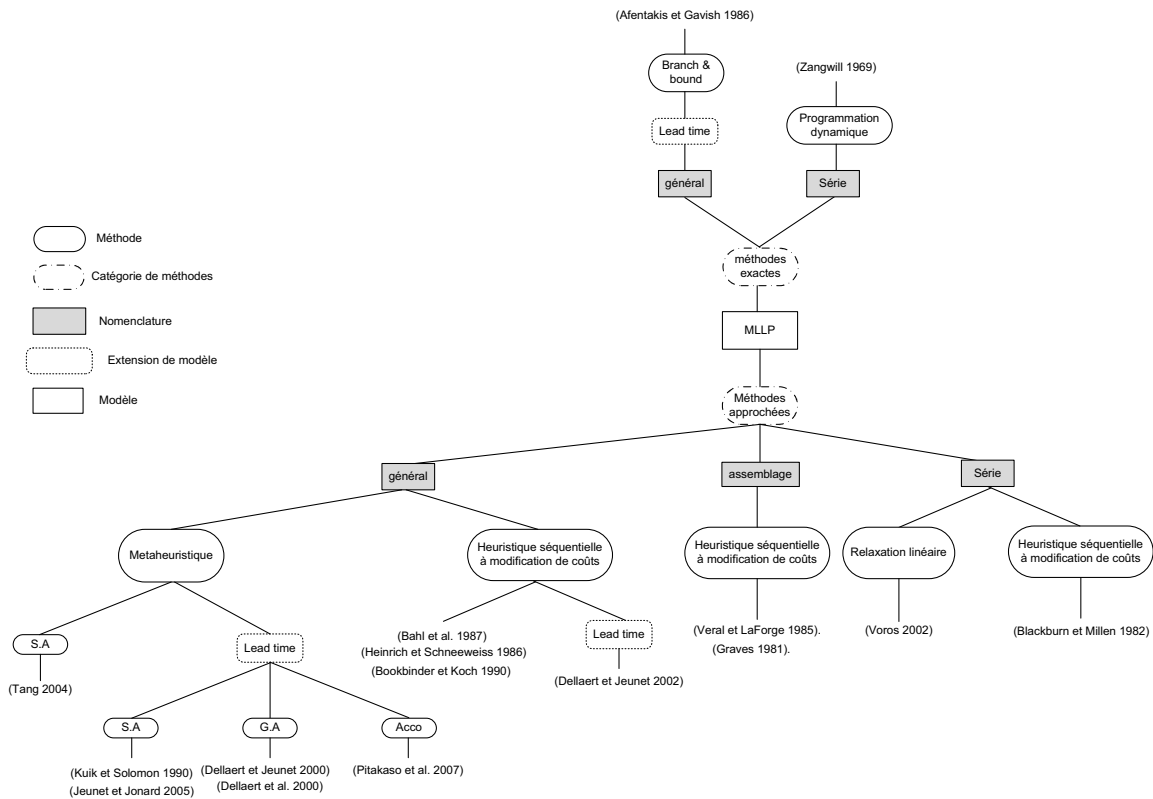 (Afentakis et Gavish 1986)
Branch &
bound
(Zangwill 1969)
Lead time
Programmation
dynamique
général
Série
Méthode
Catégorie de méthodes
Nomenclature
Extension de modèle
Modèle
méthodes
exactes
MLLP
Méthodes
approchées
général
assemblage
Série
Metaheuristique
Heuristique séquentielle
à modification de coûts
Heuristique séquentielle
à modification de coûts
Relaxation linéaire
Heuristique séquentielle
à modification de coûts
S.A
Lead time
(Bahl et al. 1987)
(Heinrich et Schneeweiss 1986)
(Bookbinder et Koch 1990)
Lead time
(Veral et LaForge 1985).
(Graves 1981).
(Voros 2002)
(Blackburn et Millen 1982)
(Tang 2004)
(Dellaert et Jeunet 2002)
S.A
G.A
Acco
(Kuik et Solomon 1990)
(Jeunet et Jonard 2005)
(Dellaert et Jeunet 2000)
(Dellaert et al. 2000)
(Pitakaso et al. 2007)